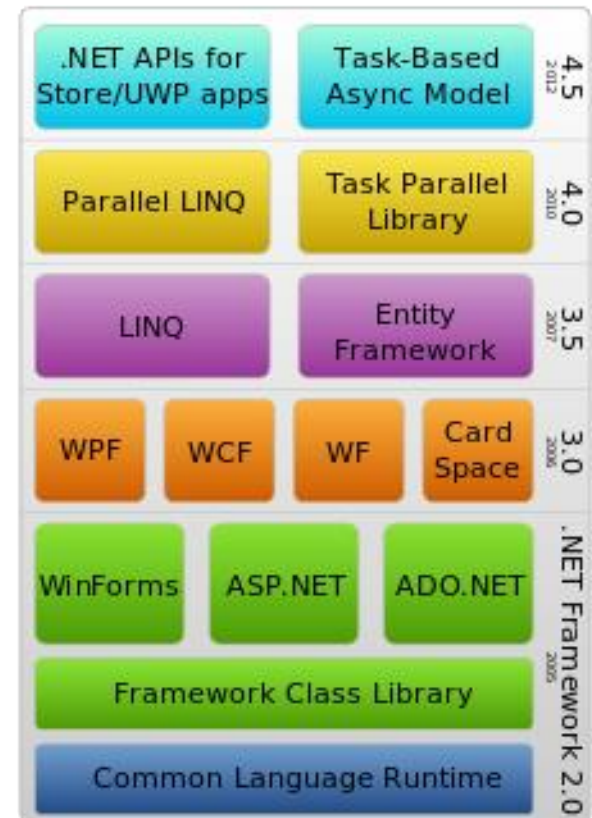 .NET APIs for
Store/UWP apps
Task-Based
Async Model
4.5
2012
Parallel LINQ
Task Parallel
Library
4.0
2010
LINQ
Entity
Framework
3.5
2007
WPF
WCF
WF
Card
Space
3.0
2006
WinForms
ASP.NET
ADO.NET
Framework Class Library
Common Language Runtime
.NET Framework 2.0
2005